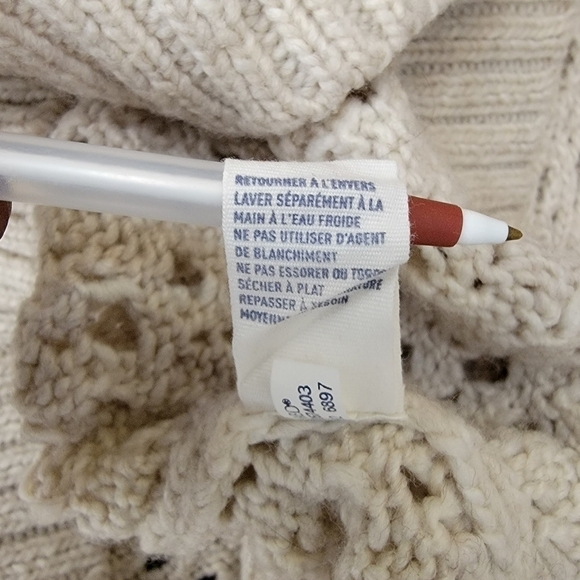 RETOURNER À L'ENVERS
LAVER SÉPARÉMENT À LA
MAIN À L'EAU FROIDE
NE PAS UTILISER D'AGENT
DE BLANCHIMENT
NE PAS ESSORER OU
SÉCHER À PLAT
REPASSER À
6897